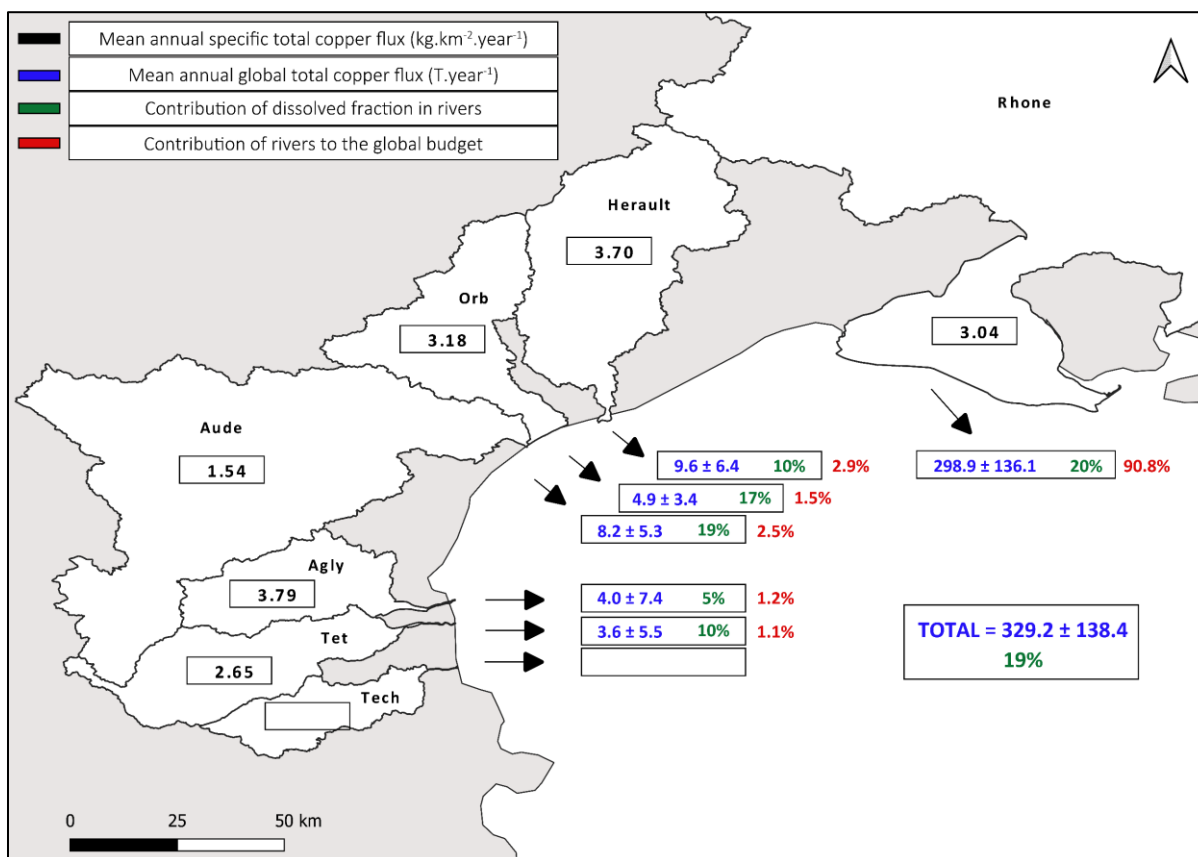 Mean annual specific total copper flux (kg.km⁻².year⁻¹)
Mean annual global total copper flux (T.year⁻¹)
Contribution of dissolved fraction in rivers
Contribution of rivers to the global budget
Rhone
Herault
3.70
Orb
3.18
3.04
Aude
1.54
9.6 ± 6.4 10% 2.9%
298.9 ± 136.1 20% 90.8%
4.9 ± 3.4 17% 1.5%
8.2 ± 5.3 19% 2.5%
Agly
3.79
4.0 ± 7.4 5% 1.2%
Tet
2.65
3.6 ± 5.5 10% 1.1%
TOTAL = 329.2 ± 138.4
19%
Tech
0 25 50 km